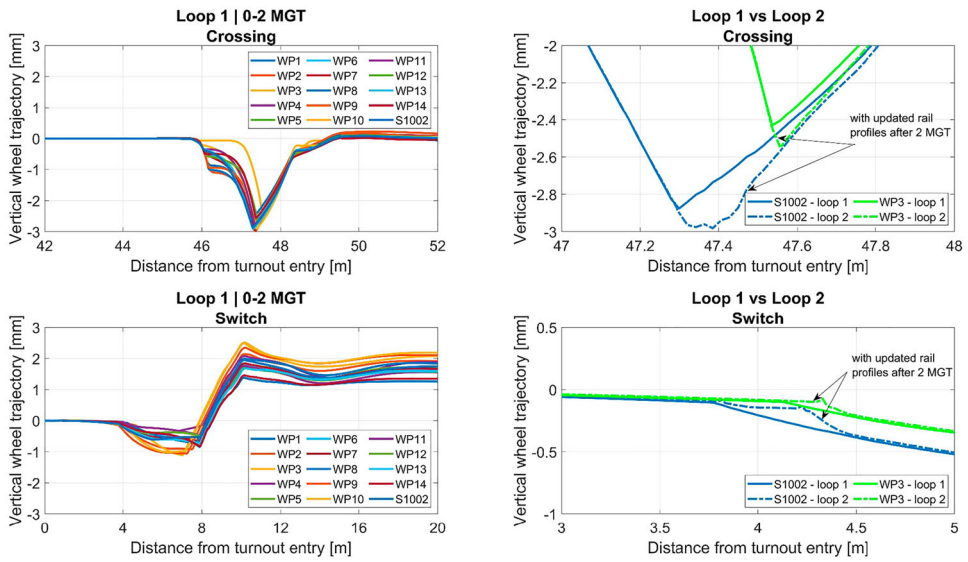 Loop 1 | 0-2 MGT
Crossing
Vertical wheel trajectory [mm]
3
2
1
0
-1
-2
-3
WP1 WP6 WP11
WP2 WP7 WP12
WP3 WP8 WP13
WP4 WP9 WP14
WP5 WP10 S1002
42 44 46 48 50 52
Distance from turnout entry [m]
Loop 1 vs Loop 2
Crossing
Vertical wheel trajectory [mm]
-2
-2.2
-2.4
-2.6
-2.8
-3
with updated rail
profiles after 2 MGT
S1002 - loop 1 WP3 - loop 1
S1002 - loop 2 WP3 - loop 2
47 47.2 47.4 47.6 47.8 48
Distance from turnout entry [m]
Loop 1 | 0-2 MGT
Switch
Vertical wheel trajectory [mm]
3
2
1
0
-1
-2
-3
WP1 WP6 WP11
WP2 WP7 WP12
WP3 WP8 WP13
WP4 WP9 WP14
WP5 WP10 S1002
0 4 8 12 16 20
Distance from turnout entry [m]
Loop 1 vs Loop 2
Switch
Vertical wheel trajectory [mm]
0.5
0
-0.5
-1
with updated rail
profiles after 2 MGT
S1002 - loop 1 WP3 - loop 1
S1002 - loop 2 WP3 - loop 2
3 3.5 4 4.5 5
Distance from turnout entry [m]